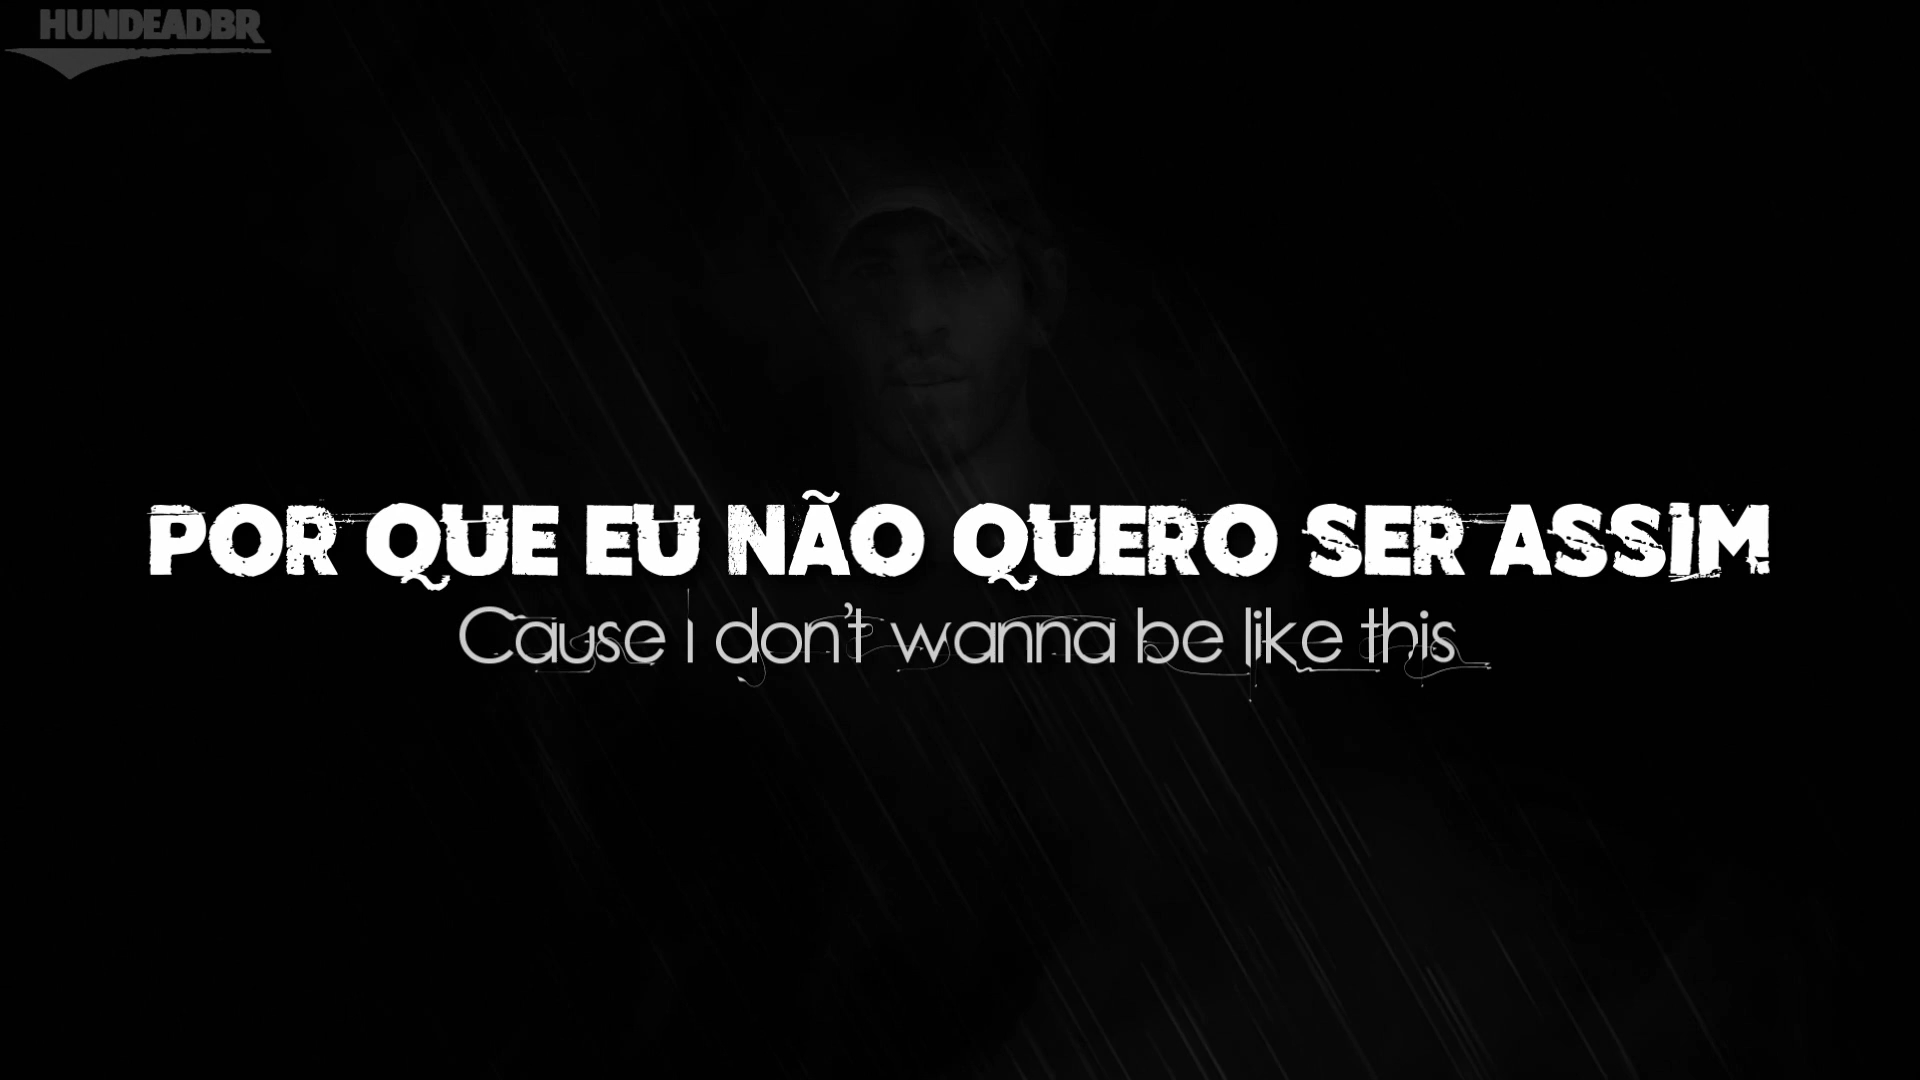 HUNDEADBR
POR QUE EU NÃO QUERO SER ASSIM
Cause I don't wanna be like this